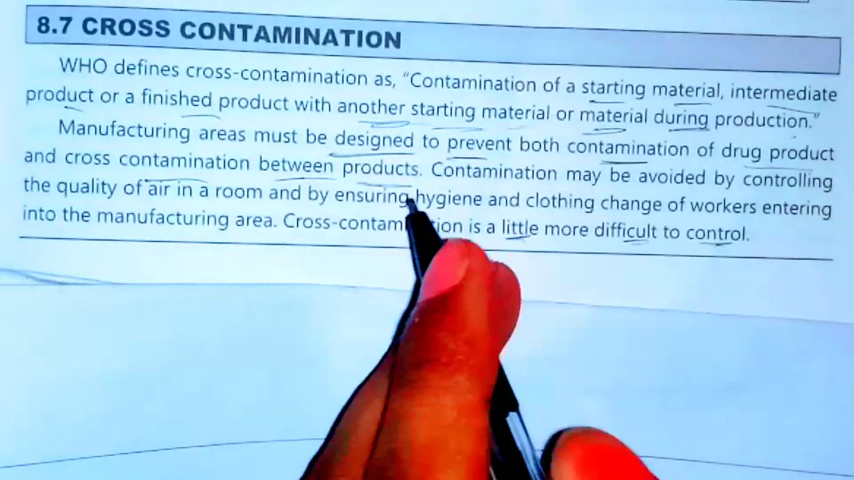 8.7 CROSS CONTAMINATION
WHO defines cross-contamination as, "Contamination of a starting material, intermediate
product or a finished product with another starting material or material during production."
Manufacturing areas must be designed to prevent both contamination of drug product
and cross contamination between products. Contamination may be avoided by controlling
the quality of air in a room and by ensuring hygiene and clothing change of workers entering
into the manufacturing area. is a little more difficult to control.